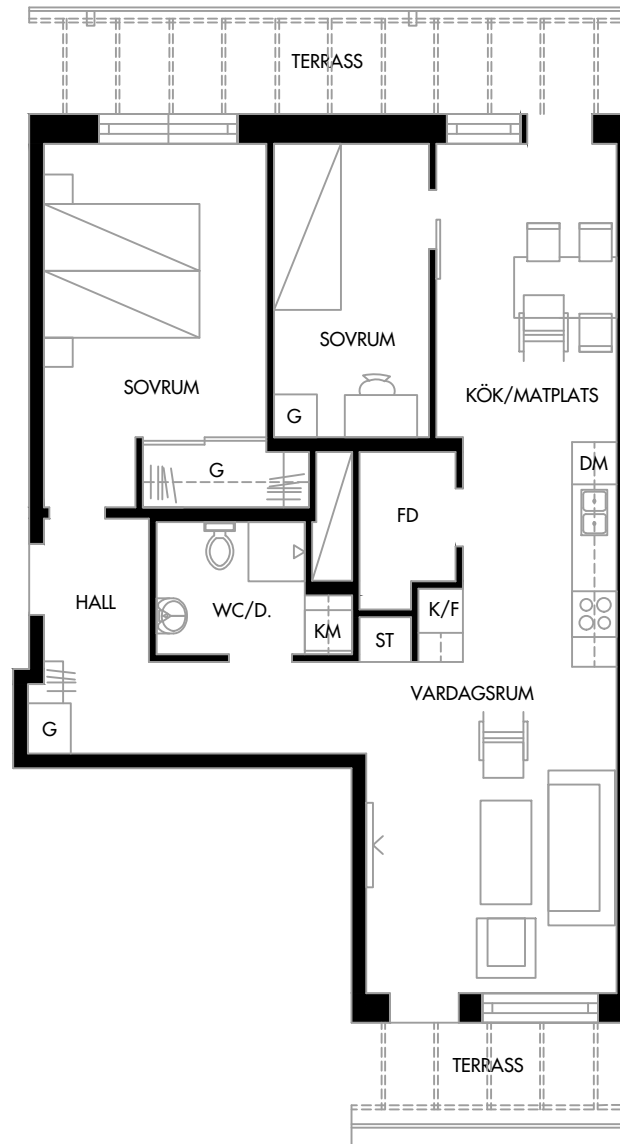 TERRASS
SOVRUM
SOVRUM
KÖK/MATPLATS
G
DM
G
FD
HALL
WC/D.
KM
ST
K/F
VARDAGSRUM
G
TERRASS